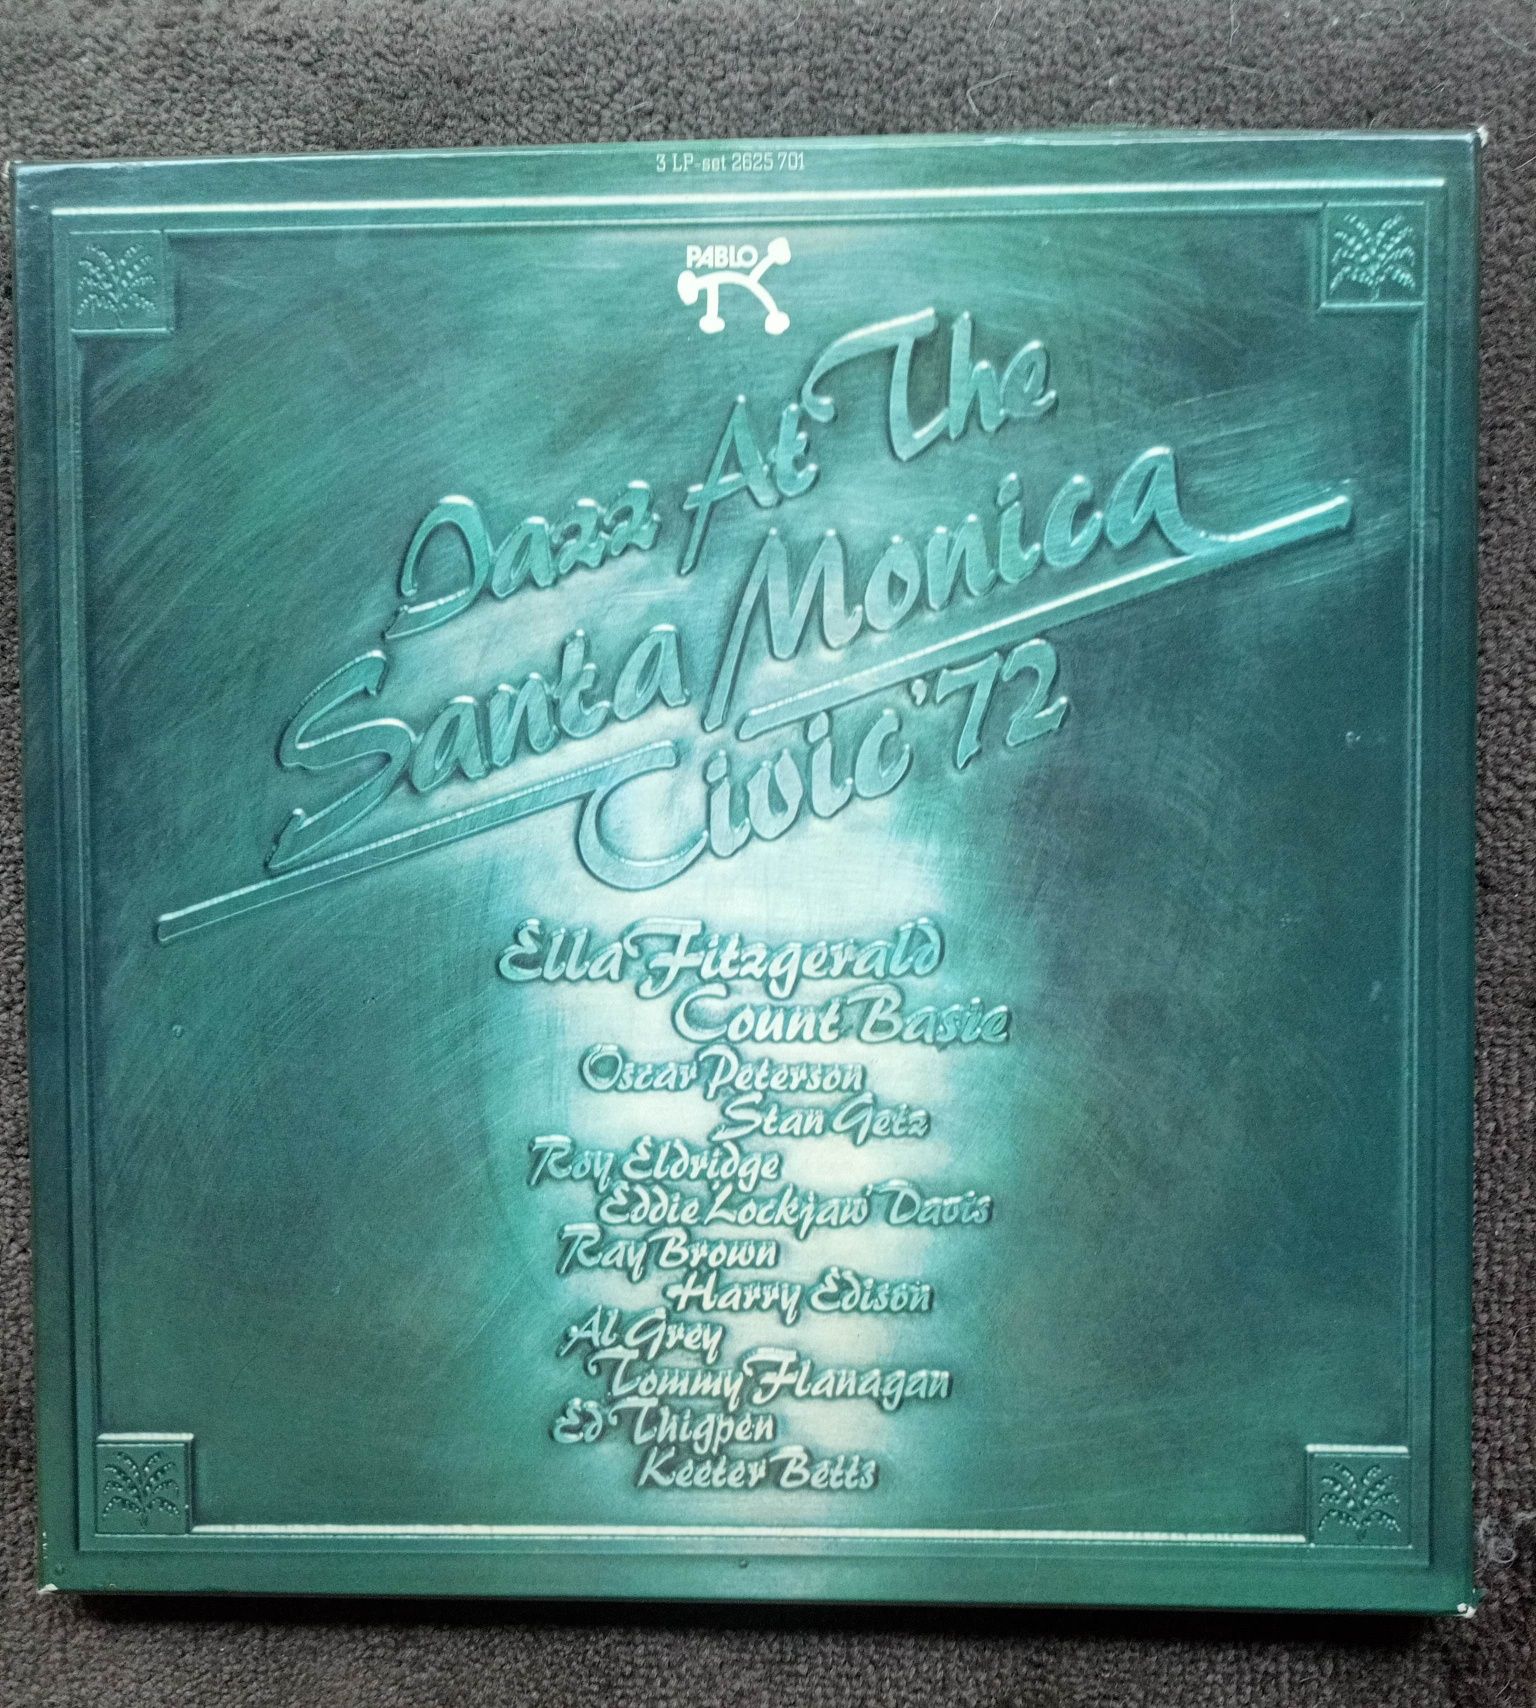 3 LP-set 2625 701
PABLO
Jazz At The
Santa Monica
Civic '72
Ella Fitzgerald
Count Basie
Oscar Peterson
Stan Getz
Roy Eldridge
Eddie 'Lockjaw' Davis
Ray Brown
Harry Edison
Al Grey
Tommy Flanagan
Ed Thigpen
Keeter Betts